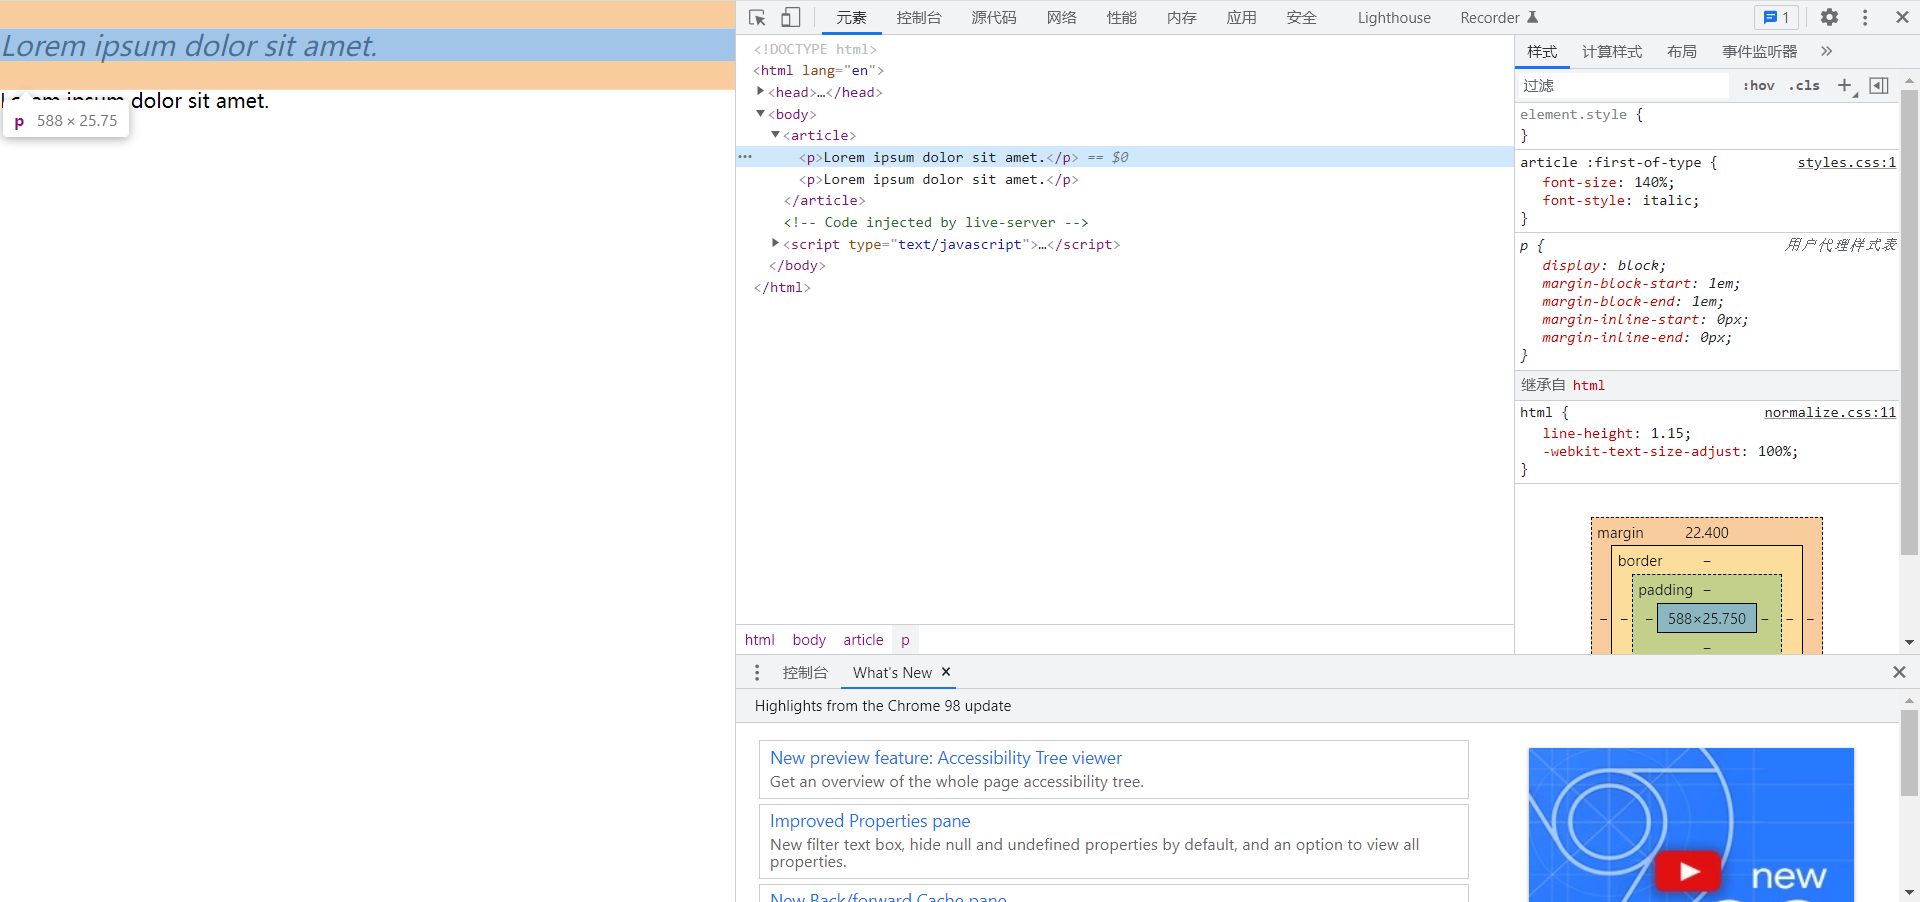 Lorem ipsum dolor sit amet.
dolor sit amet.
p 588 × 25.75
元素 控制台 源代码 网络 性能 内存 应用 安全 Lighthouse Recorder 1
<!DOCTYPE html>
<html lang="en">
<head>…</head>
<body>
<article>
<p>Lorem ipsum dolor sit amet.</p> == $0
<p>Lorem ipsum dolor sit amet.</p>
</article>
<!-- Code injected by live-server -->
<script type="text/javascript">…</script>
</body>
</html>
html body article p
样式 计算样式 布局 事件监听器 »
过滤 :hov .cls +
element.style {
}
article :first-of-type { styles.css:1
font-size: 140%;
font-style: italic;
}
p { 用户代理样式表
display: block;
margin-block-start: 1em;
margin-block-end: 1em;
margin-inline-start: 0px;
margin-inline-end: 0px;
}
继承自 html
html { normalize.css:11
line-height: 1.15;
-webkit-text-size-adjust: 100%;
}
margin 22.400
border –
padding –
– – – 588×25.750 – – –
–
控制台 What's New ×
Highlights from the Chrome 98 update
New preview feature: Accessibility Tree viewer
Get an overview of the whole page accessibility tree.
Improved Properties pane
New filter text box, hide null and undefined properties by default, and an option to view all
properties.
New Back/forward Cache pane
new